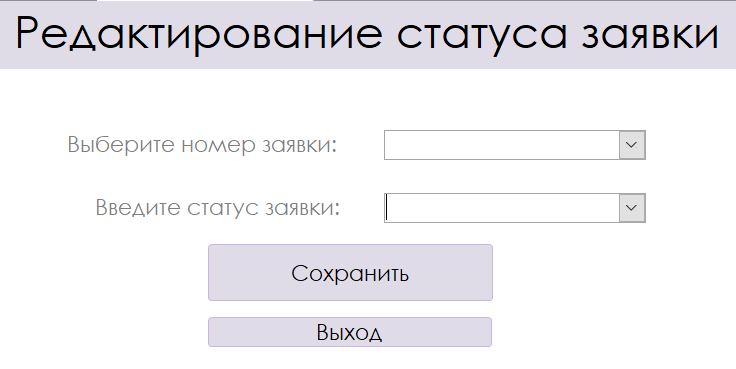 Редактирование статуса заявки
Выберите номер заявки:
Введите статус заявки:
Сохранить
Выход